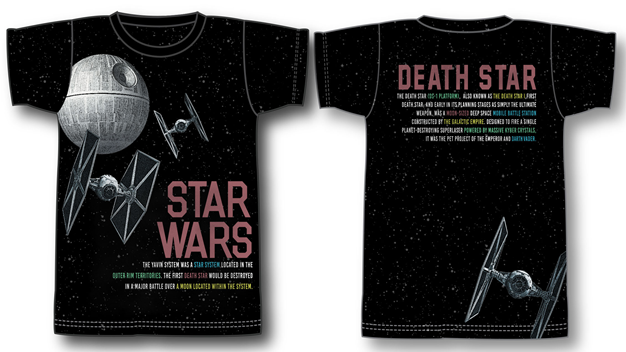 STAR
WARS
THE YAVIN SYSTEM WAS A STAR SYSTEM LOCATED IN THE
OUTER RIM TERRITORIES. THE FIRST DEATH STAR WOULD BE DESTROYED
IN A MAJOR BATTLE OVER A MOON LOCATED WITHIN THE SYSTEM.
DEATH STAR
THE DEATH STAR (DS-1 PLATFORM), ALSO KNOWN AS THE DEATH STAR I, FIRST
DEATH STAR, AND EARLY IN ITS PLANNING STAGES AS SIMPLY THE ULTIMATE
WEAPON, WAS A MOON-SIZED DEEP SPACE MOBILE BATTLE STATION
CONSTRUCTED BY THE GALACTIC EMPIRE. DESIGNED TO FIRE A SINGLE
PLANET-DESTROYING SUPERLASER POWERED BY MASSIVE KYBER CRYSTALS,
IT WAS THE PET PROJECT OF THE EMPEROR AND DARTH VADER.